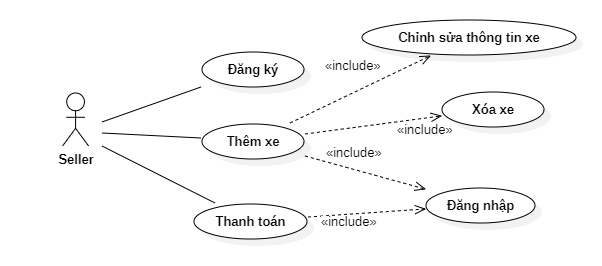 Chỉnh sửa thông tin xe
«include»
Đăng ký
Xóa xe
«include»
Thêm xe
«include»
Seller
Đăng nhập
Thanh toán
«include»